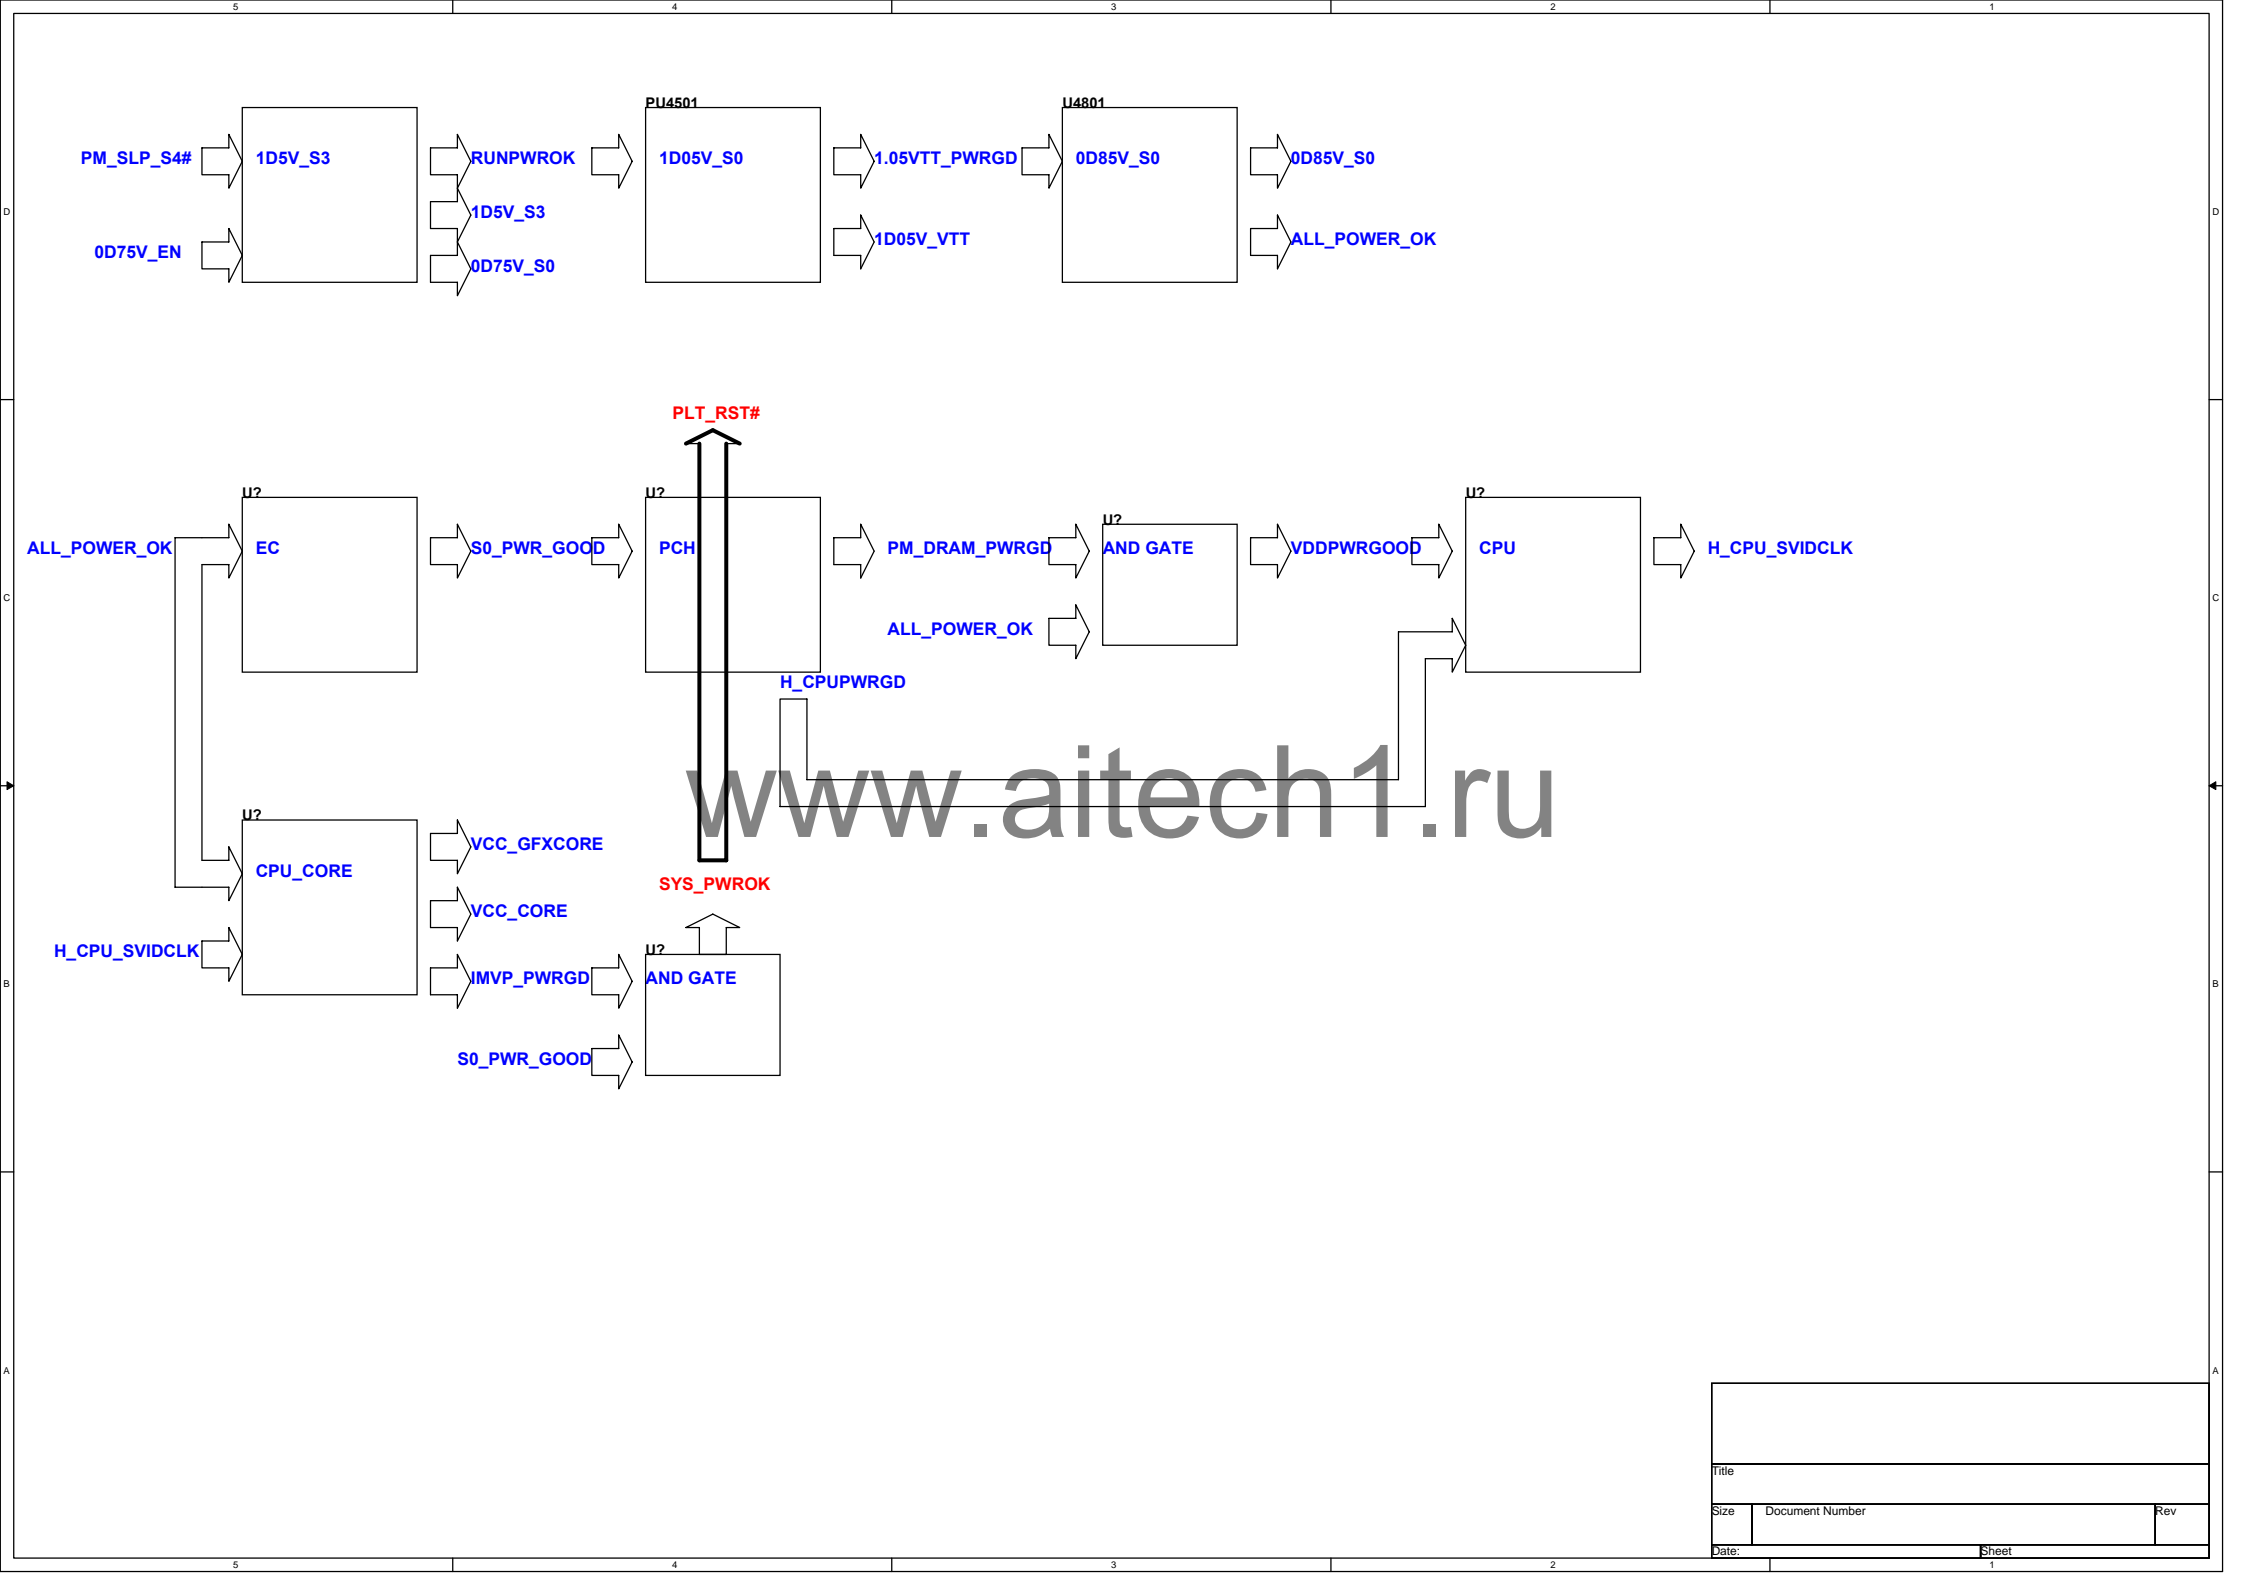 5 4 3 2 1
PU4501 U4801
PM_SLP_S4# 1D5V_S3 RUNPWROK 1D05V_S0 1.05VTT_PWRGD 0D85V_S0 0D85V_S0
D 1D5V_S3 D
0D75V_EN 0D75V_S0 1D05V_VTT ALL_POWER_OK
PLT_RST#
U? U? U? U?
ALL_POWER_OK EC S0_PWR_GOOD PCH PM_DRAM_PWRGD AND GATE VDDPWRGOOD CPU H_CPU_SVIDCLK
C C
ALL_POWER_OK
H_CPUPWRGD
www.aitech1.ru
U?
VCC_GFXCORE
CPU_CORE
SYS_PWROK
VCC_CORE
H_CPU_SVIDCLK U?
B IMVP_PWRGD AND GATE B
S0_PWR_GOOD
A A
Title
Size Document Number Rev
Date: Sheet
5 4 3 2 1